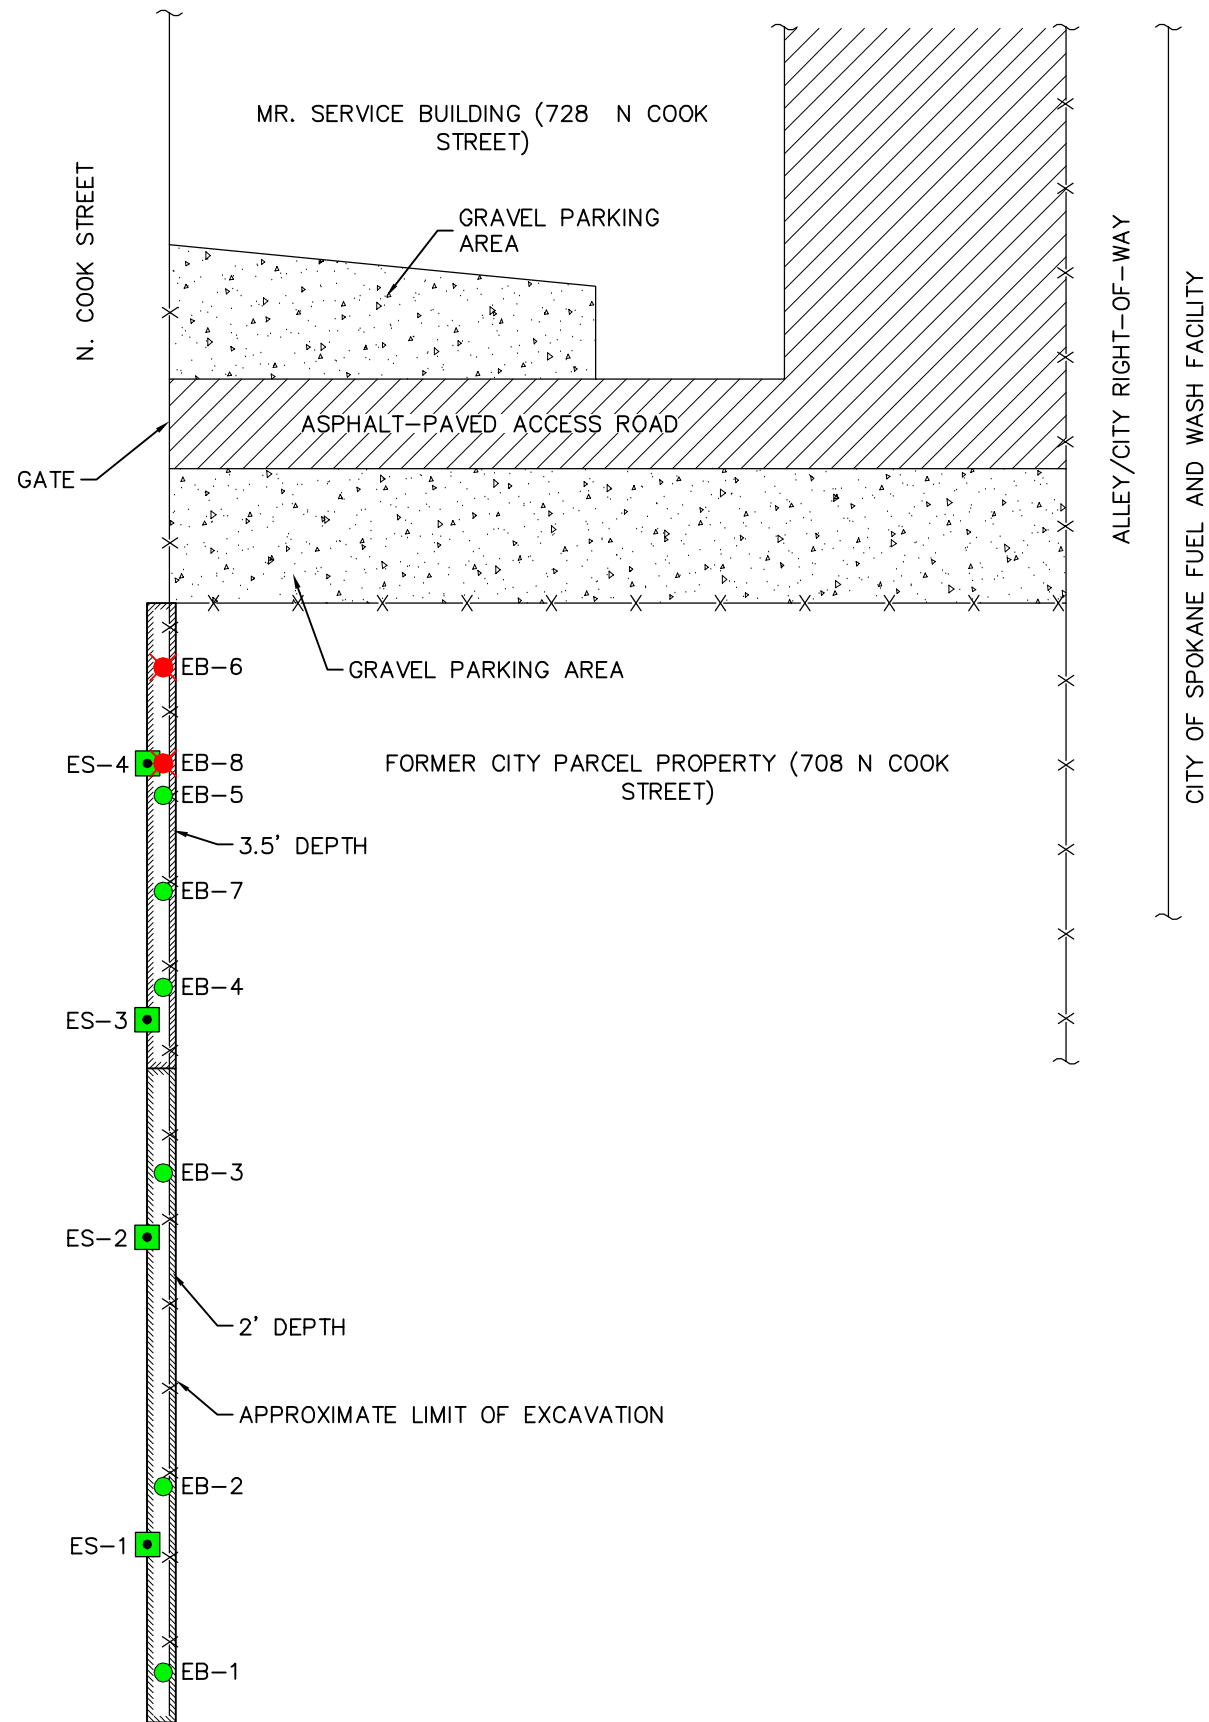 MR. SERVICE BUILDING (728 N COOK
STREET)
N. COOK STREET
GRAVEL PARKING
AREA
ALLEY/CITY RIGHT-OF-WAY
CITY OF SPOKANE FUEL AND WASH FACILITY
ASPHALT-PAVED ACCESS ROAD
GATE
EB-6
GRAVEL PARKING AREA
ES-4
EB-8
FORMER CITY PARCEL PROPERTY (708 N COOK
STREET)
EB-5
3.5' DEPTH
EB-7
EB-4
ES-3
EB-3
ES-2
2' DEPTH
APPROXIMATE LIMIT OF EXCAVATION
EB-2
ES-1
EB-1